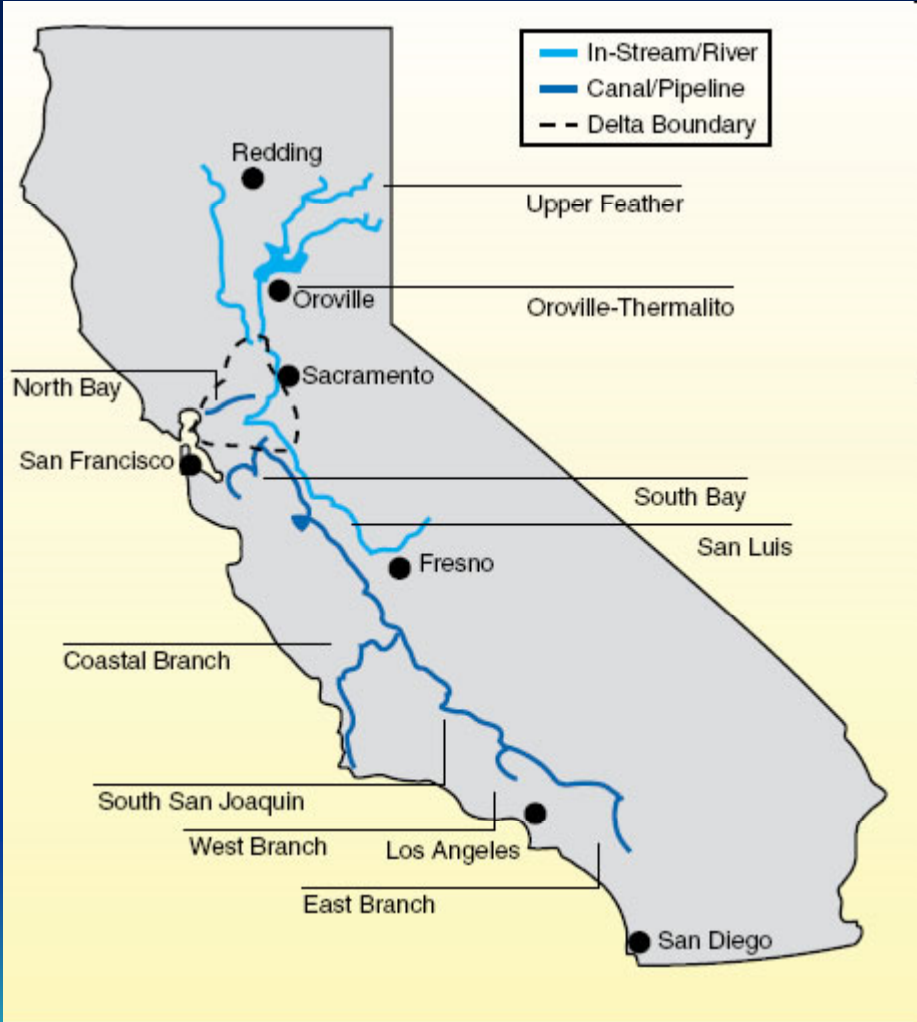 In-Stream/River
Canal/Pipeline
Delta Boundary
Redding
Upper Feather
Oroville
Oroville-Thermalito
Sacramento
North Bay
San Francisco
South Bay
San Luis
Fresno
Coastal Branch
South San Joaquin
West Branch
Los Angeles
East Branch
San Diego